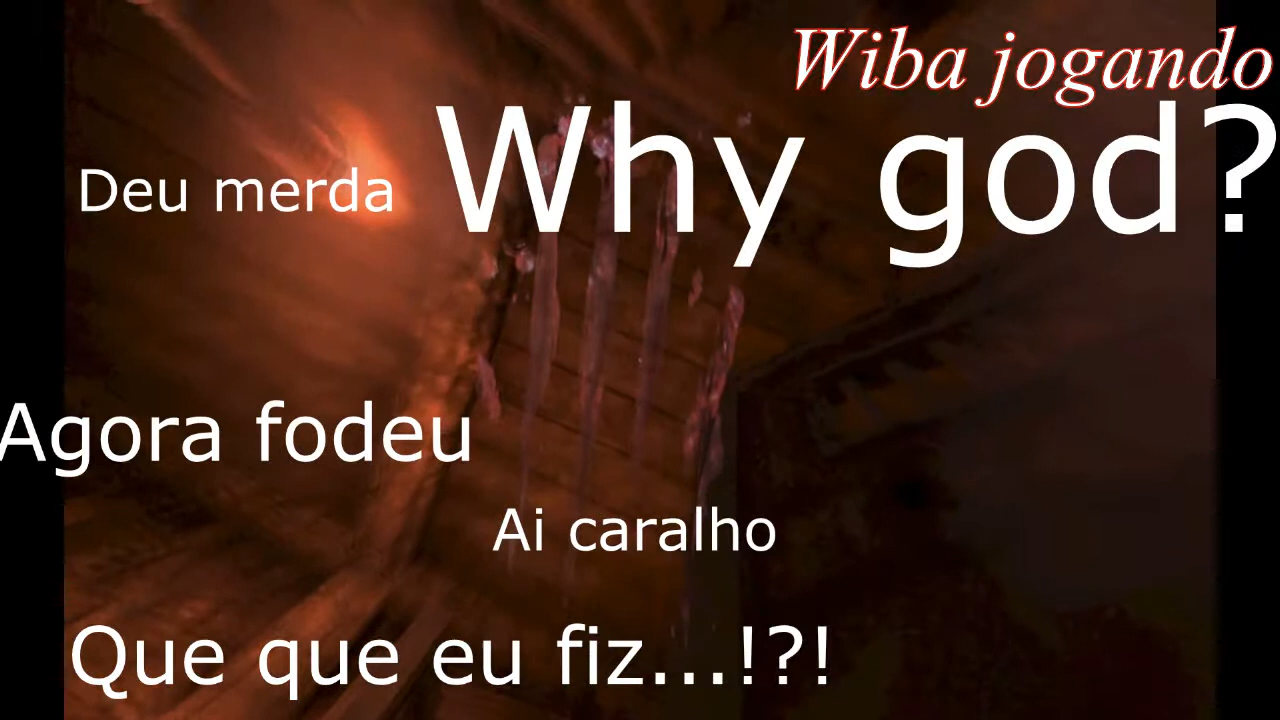 Wiba jogando
Why god?
Deu merda
Agora fodeu
Ai caralho
Que que eu fiz...!?!